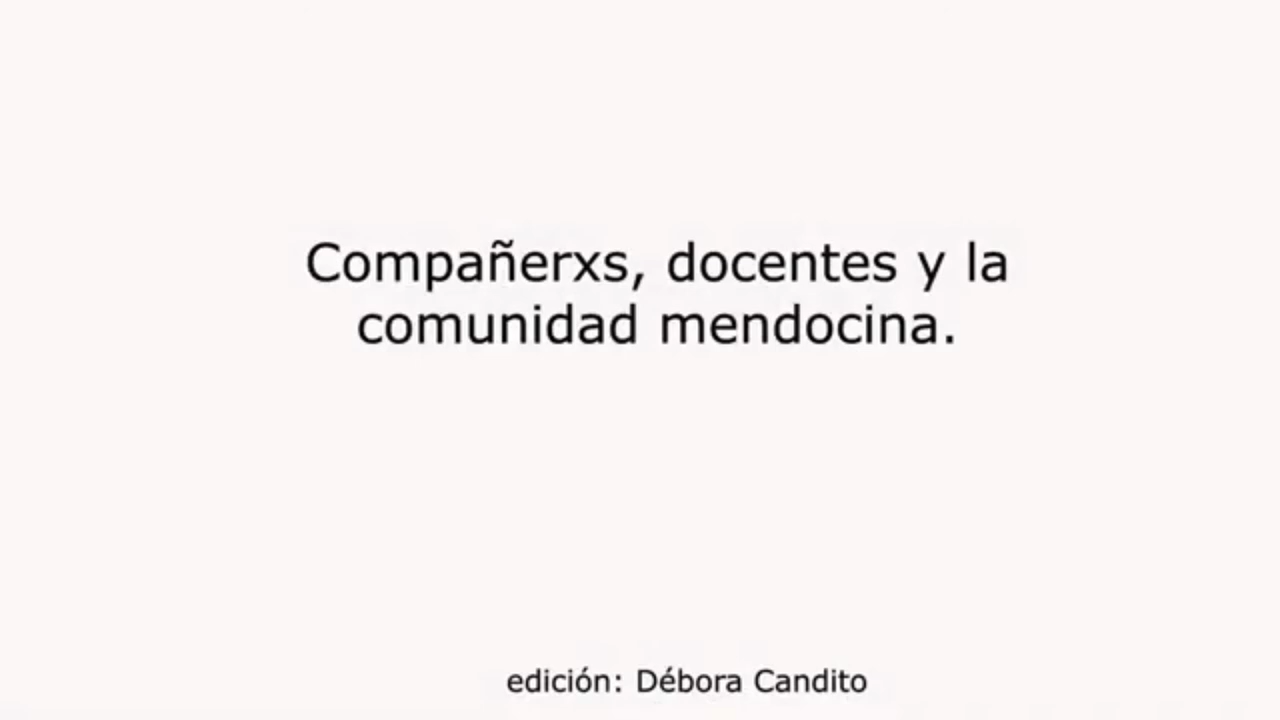 Compañerxs, docentes y la
comunidad mendocina.
edición: Débora Candito